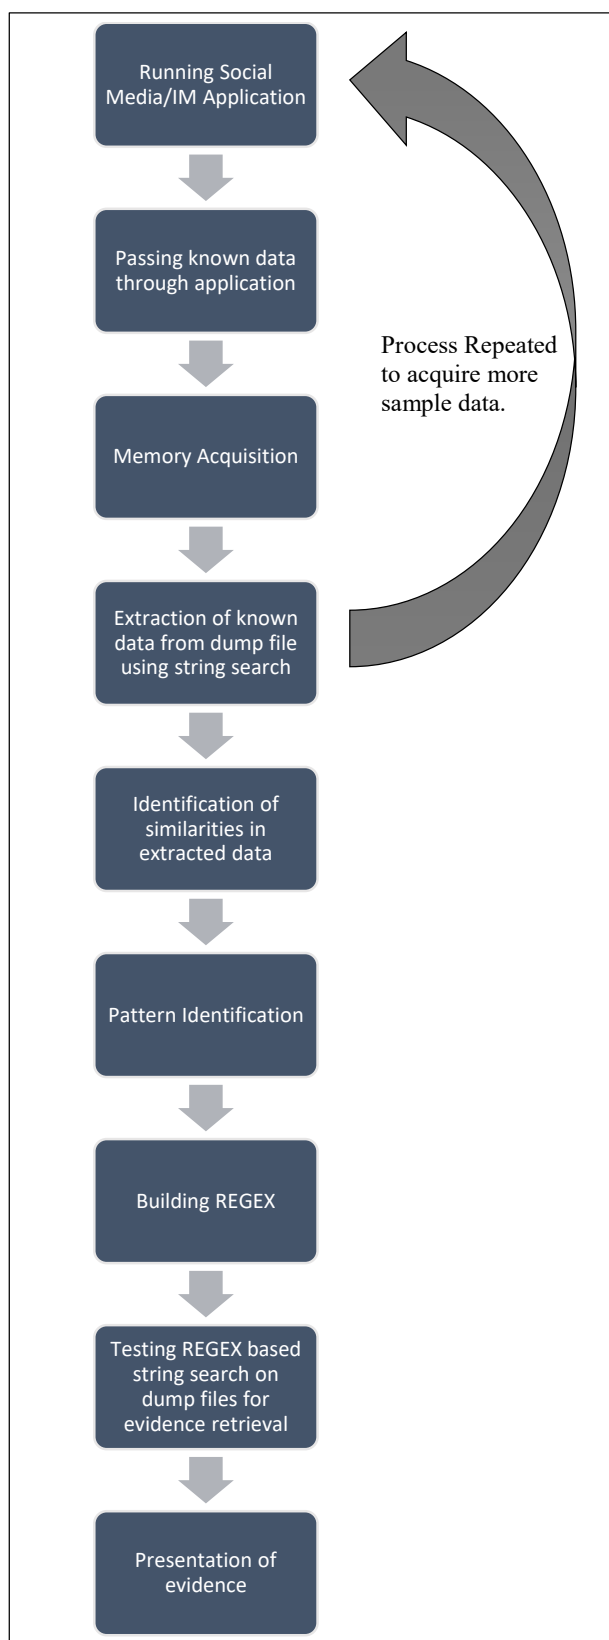 Running Social
Media/IM Application
Passing known data
through application
Process Repeated
to acquire more
sample data.
Memory Acquisition
Extraction of known
data from dump file
using string search
Identification of
similarities in
extracted data
Pattern Identification
Building REGEX
Testing REGEX based
string search on
dump files for
evidence retrieval
Presentation of
evidence